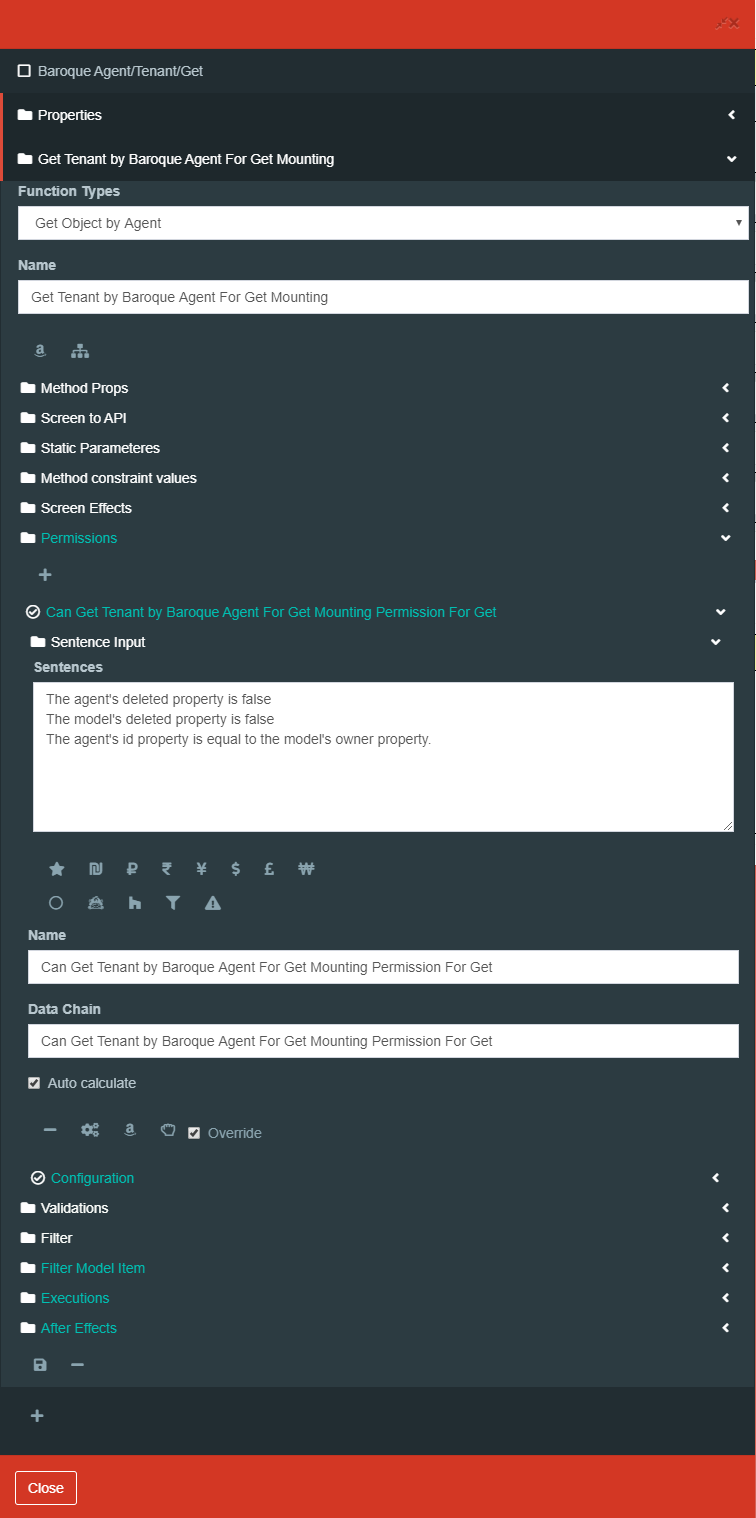 Baroque Agent/Tenant/Get
Properties
Get Tenant by Baroque Agent For Get Mounting
Function Types
Get Object by Agent
Name
Get Tenant by Baroque Agent For Get Mounting
Method Props
Screen to API
Static Parameteres
Method constraint values
Screen Effects
Permissions
Can Get Tenant by Baroque Agent For Get Mounting Permission For Get
Sentence Input
Sentences
The agent's deleted property is false
The model's deleted property is false
The agent's id property is equal to the model's owner property.
Name
Can Get Tenant by Baroque Agent For Get Mounting Permission For Get
Data Chain
Can Get Tenant by Baroque Agent For Get Mounting Permission For Get
Auto calculate
Override
Configuration
Validations
Filter
Filter Model Item
Executions
After Effects
Close